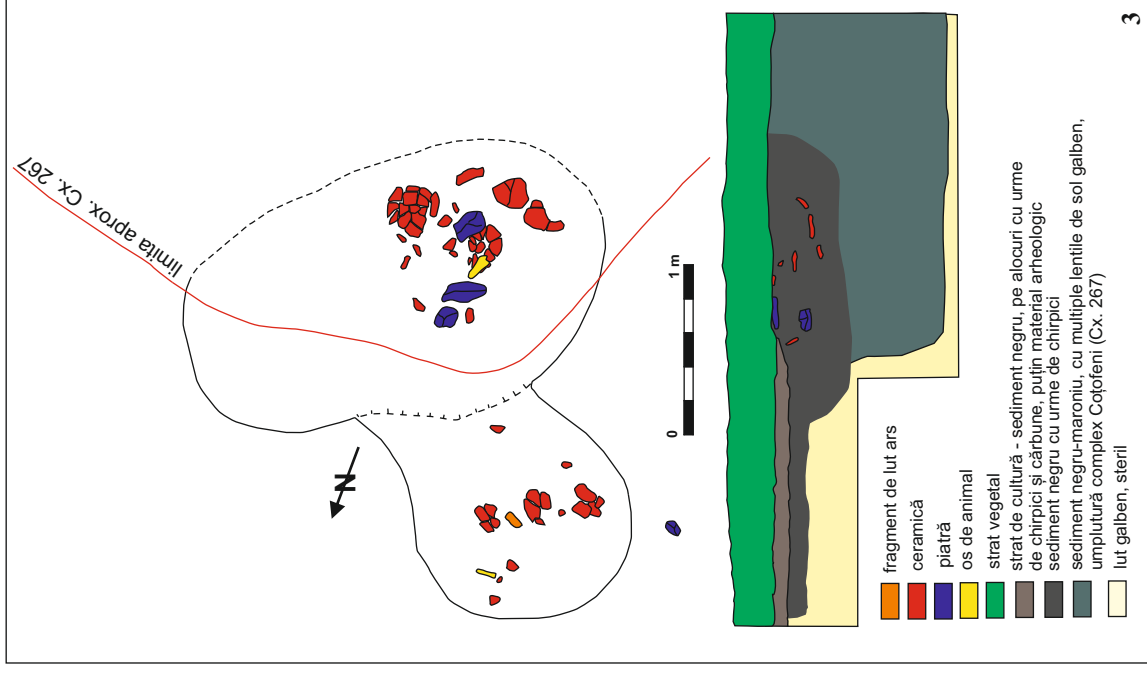 limita aprox. Cx. 267
N
0
1 m
fragment de lut ars
ceramică
piatră
os de animal
strat vegetal
strat de cultură - sediment negru, pe alocuri cu urme
de chirpici și cărbune, puțin material arheologic
sediment negru cu urme de chirpici
sediment negru-maroniu, cu multiple lentile de sol galben,
umplutură complex Coțofeni (Cx. 267)
lut galben, steril
3